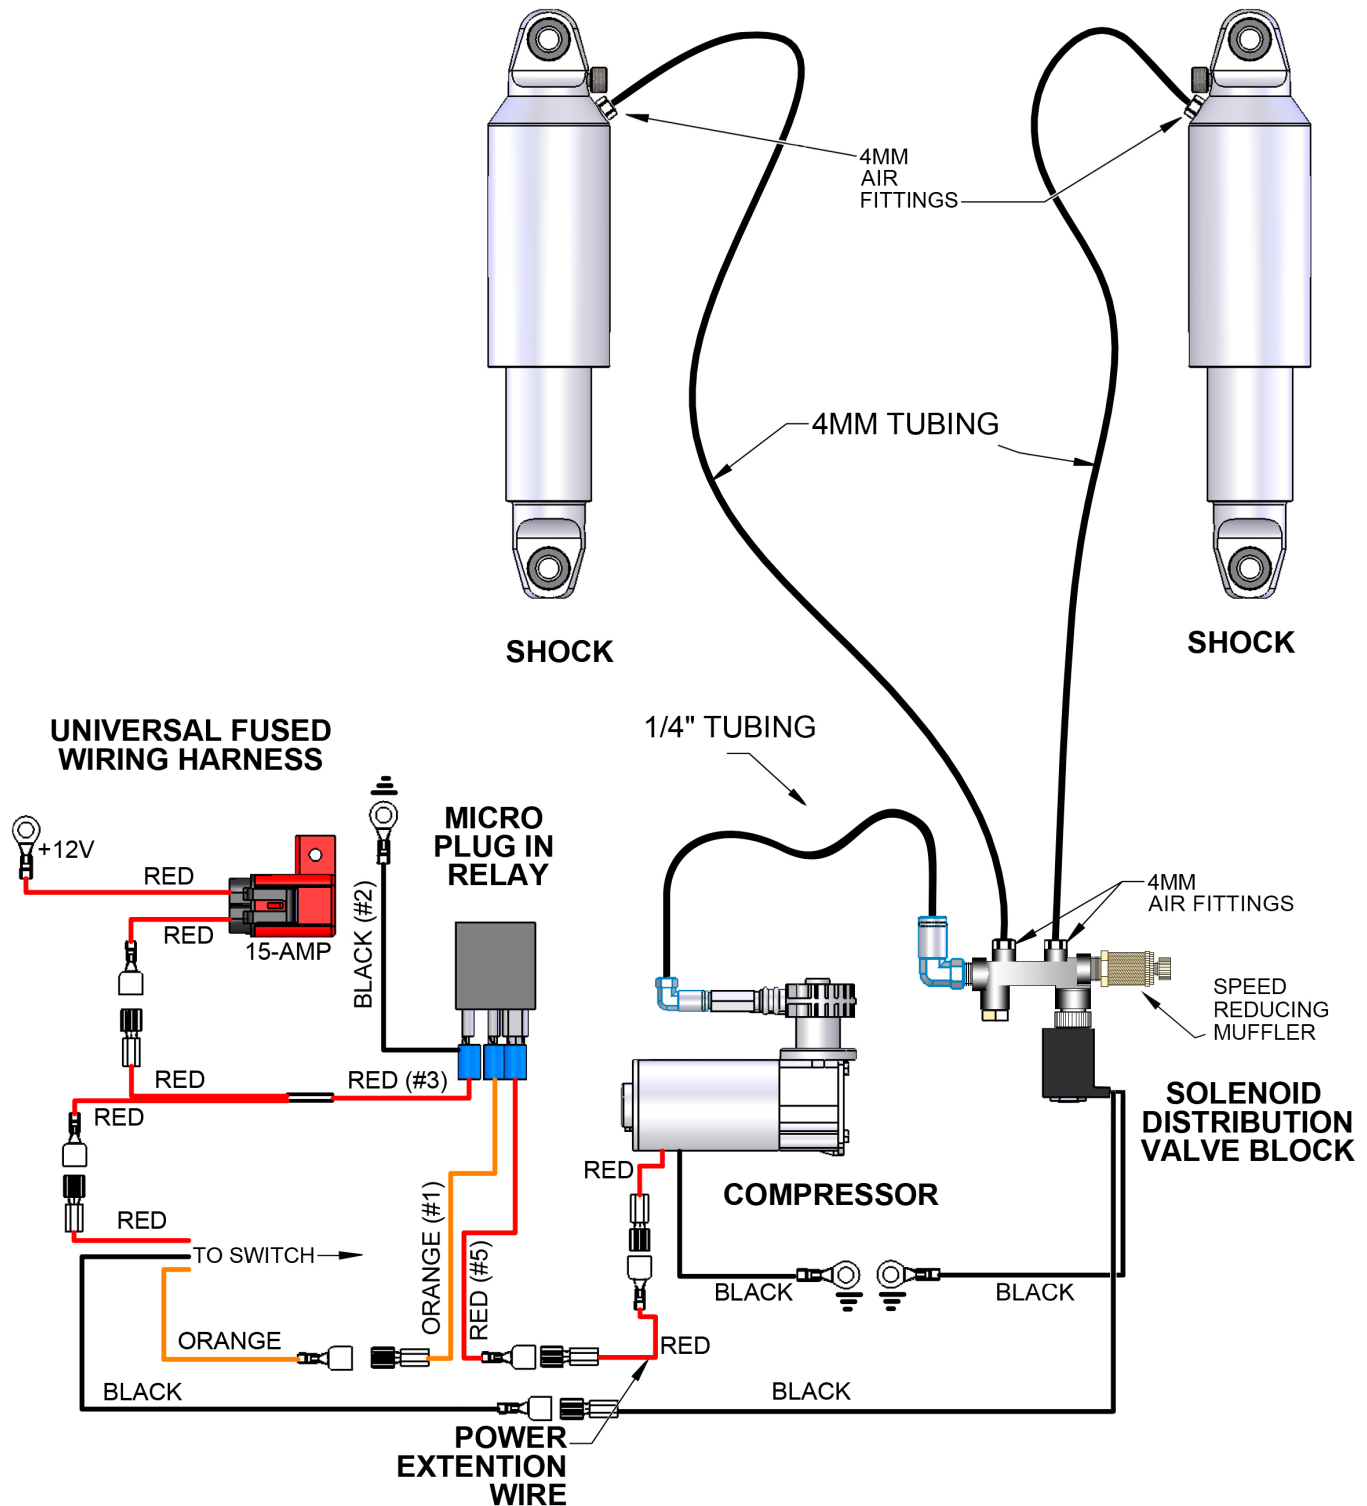 4MM
AIR
FITTINGS
4MM TUBING
SHOCK
SHOCK
UNIVERSAL FUSED
WIRING HARNESS
1/4" TUBING
MICRO
PLUG IN
RELAY
+12V
RED
RED
15-AMP
BLACK (#2)
4MM
AIR FITTINGS
SPEED
REDUCING
MUFFLER
RED
RED (#3)
RED
SOLENOID
DISTRIBUTION
VALVE BLOCK
RED
COMPRESSOR
RED
TO SWITCH
ORANGE (#1)
RED (#5)
BLACK
BLACK
ORANGE
RED
BLACK
BLACK
POWER
EXTENTION
WIRE